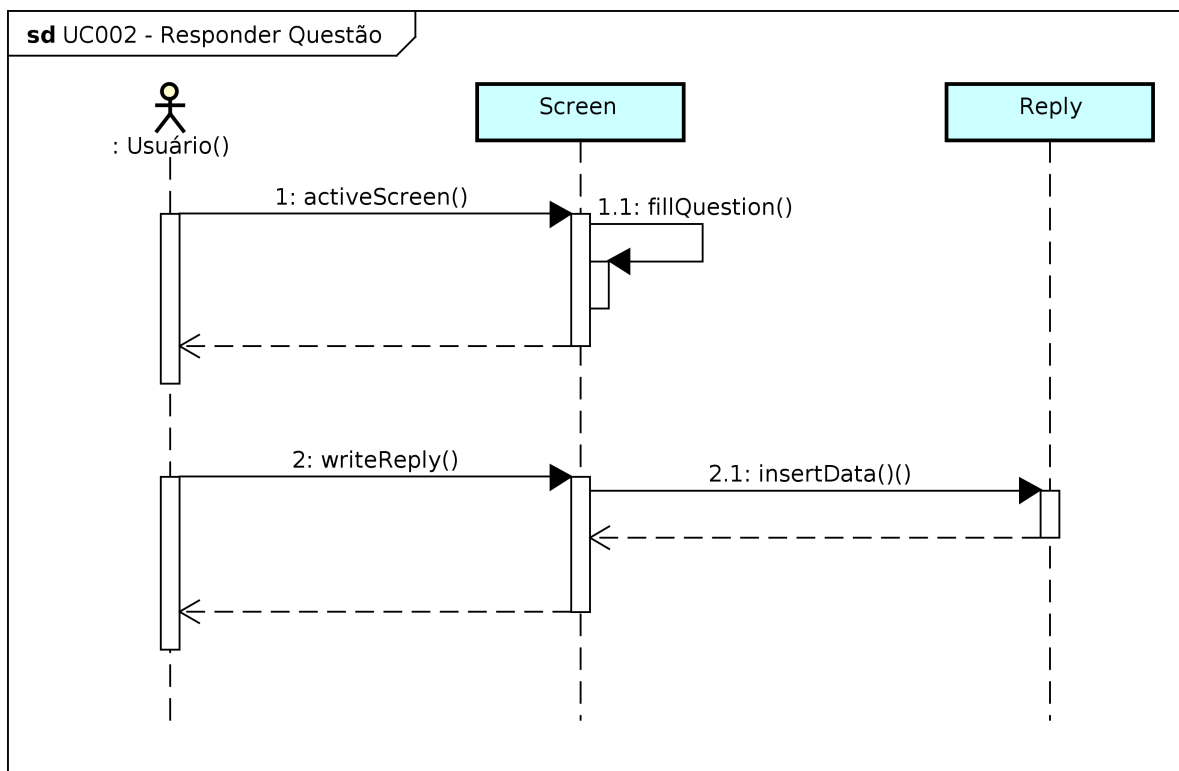 sd UC002 - Responder Questão
: Usuário()
Screen
Reply
1: activeScreen()
1.1: fillQuestion()
2: writeReply()
2.1: insertData()()